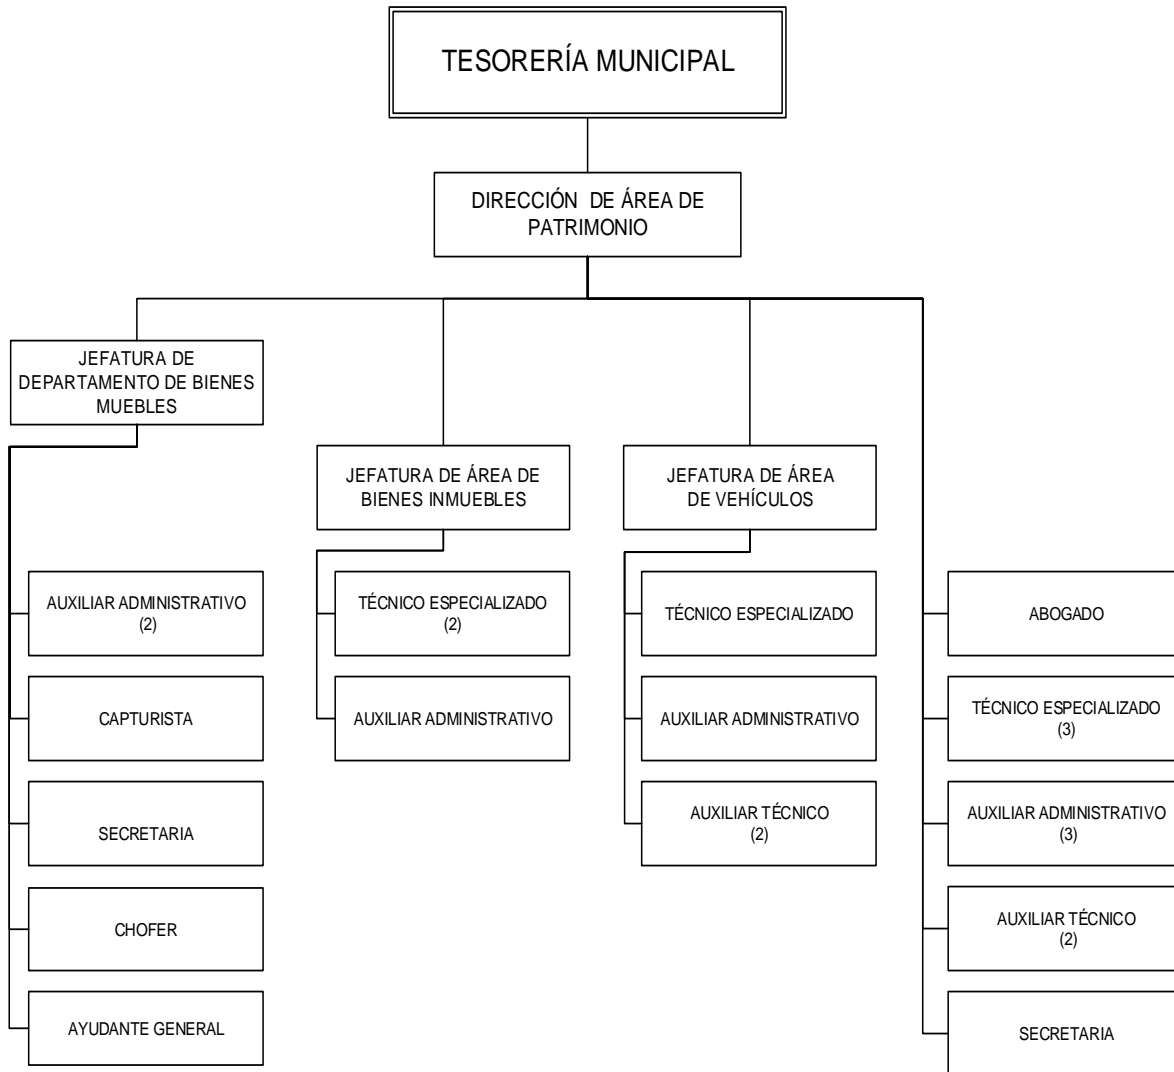 TESORERÍA MUNICIPAL
DIRECCIÓN DE ÁREA DE
PATRIMONIO
JEFATURA DE
DEPARTAMENTO DE BIENES
MUEBLES
JEFATURA DE ÁREA DE
BIENES INMUEBLES
JEFATURA DE ÁREA
DE VEHÍCULOS
AUXILIAR ADMINISTRATIVO
(2)
CAPTURISTA
SECRETARIA
CHOFER
AYUDANTE GENERAL
TÉCNICO ESPECIALIZADO
(2)
AUXILIAR ADMINISTRATIVO
TÉCNICO ESPECIALIZADO
AUXILIAR ADMINISTRATIVO
AUXILIAR TÉCNICO
(2)
ABOGADO
TÉCNICO ESPECIALIZADO
(3)
AUXILIAR ADMINISTRATIVO
(3)
AUXILIAR TÉCNICO
(2)
SECRETARIA